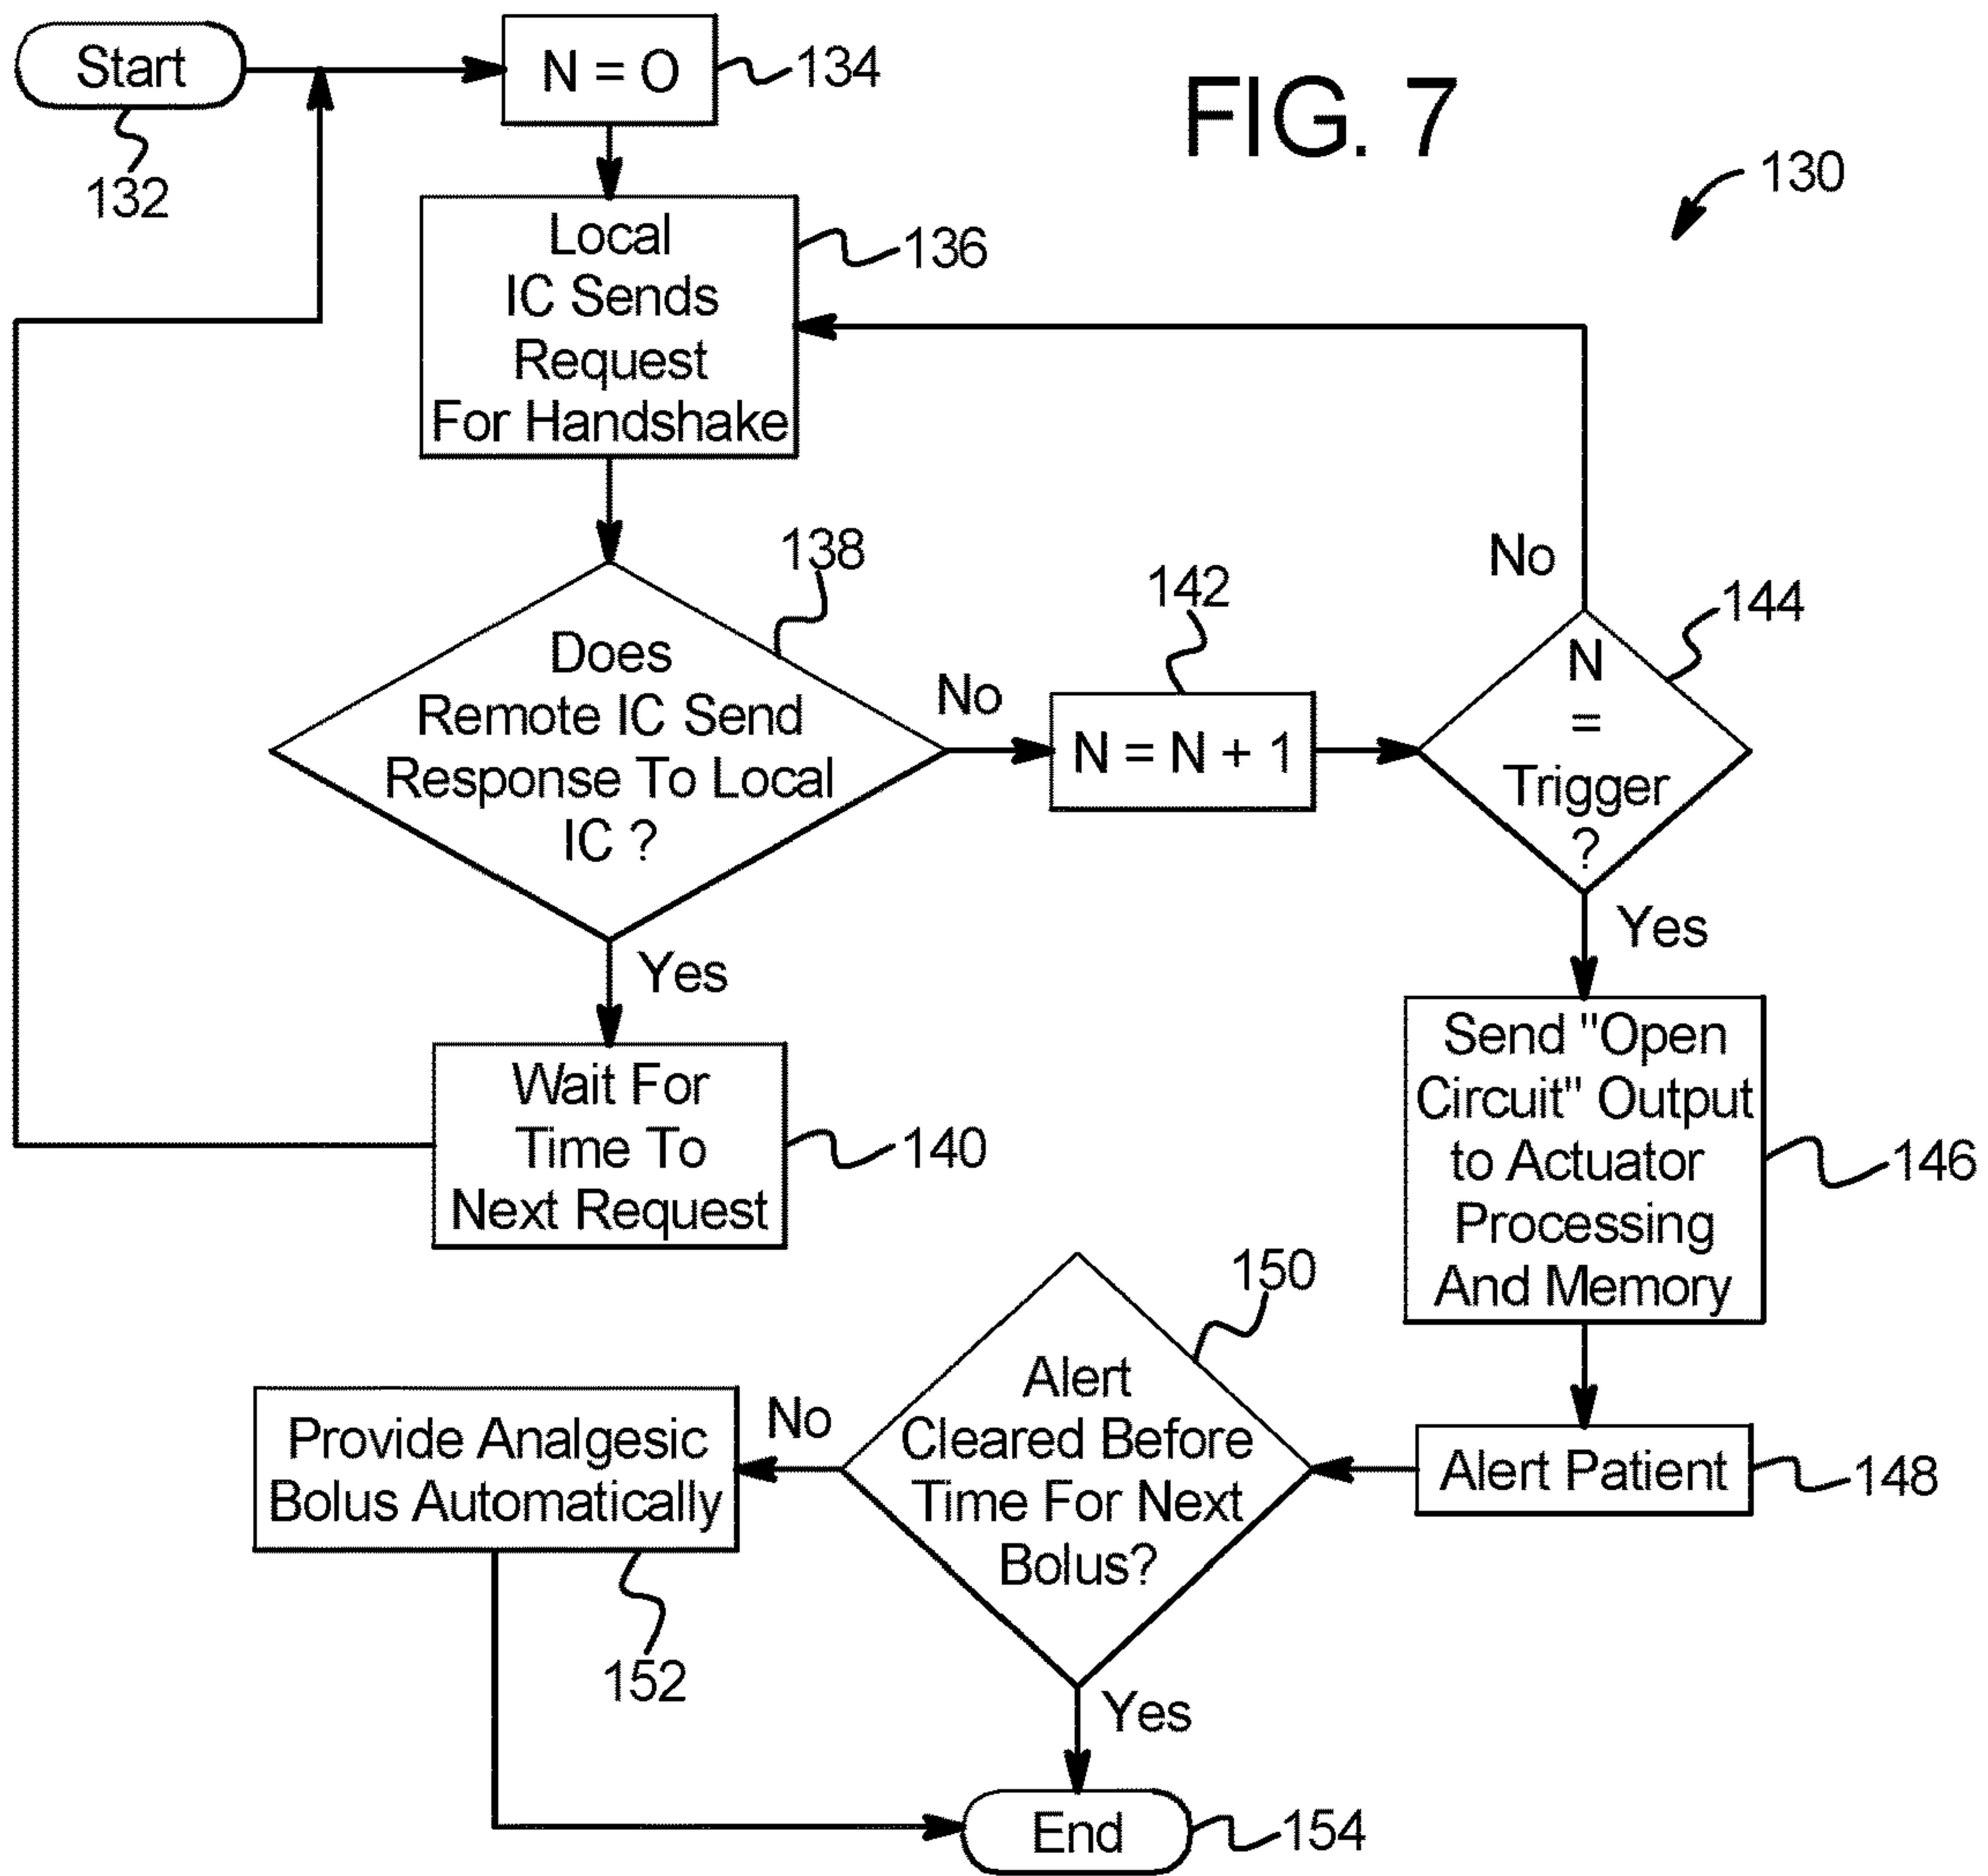 Start
132
N = O
134
FIG. 7
130
Local
IC Sends
Request
For Handshake
136
138
Does
Remote IC Send
Response To Local
IC ?
No
142
N = N + 1
No
144
N
=
Trigger
?
Yes
Yes
Wait For
Time To
Next Request
140
Send "Open
Circuit" Output
to Actuator
Processing
And Memory
146
Alert Patient
148
150
Alert
Cleared Before
Time For Next
Bolus?
No
Provide Analgesic
Bolus Automatically
152
Yes
End
154